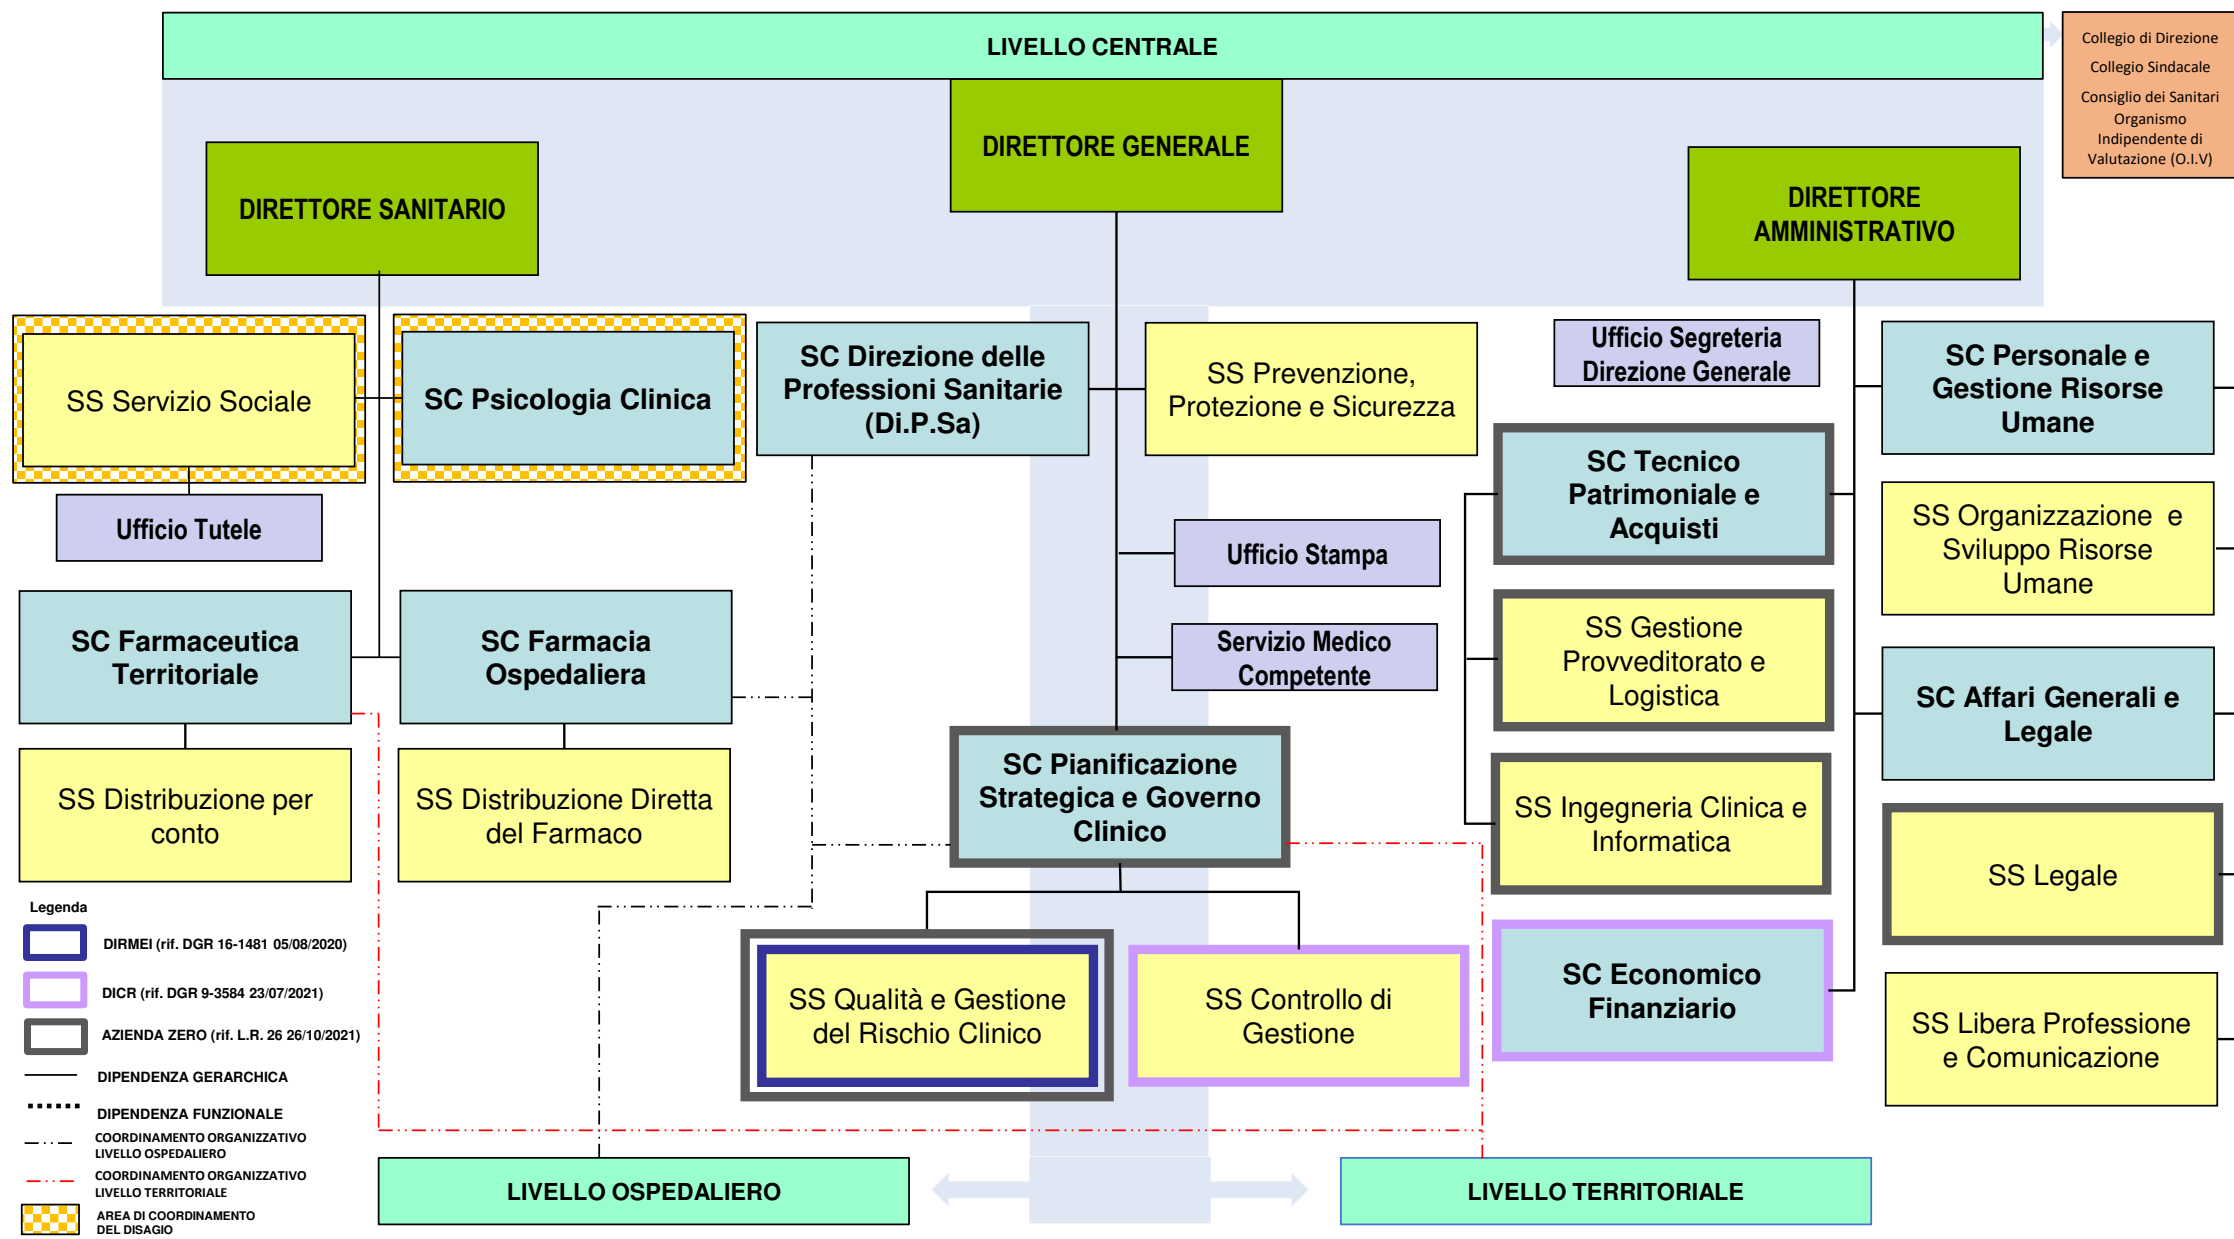 LIVELLO CENTRALE
Collegio di Direzione
Collegio Sindacale
Consiglio dei Sanitari
Organismo
Indipendente di
Valutazione (O.I.V)
DIRETTORE GENERALE
DIRETTORE SANITARIO
DIRETTORE
AMMINISTRATIVO
SS Servizio Sociale
SC Psicologia Clinica
SC Direzione delle
Professioni Sanitarie
(Di.P.Sa)
SS Prevenzione,
Protezione e Sicurezza
Ufficio Segreteria
Direzione Generale
SC Personale e
Gestione Risorse
Umane
Ufficio Tutele
SC Tecnico
Patrimoniale e
Acquisti
SS Organizzazione  e
Sviluppo Risorse
Umane
Ufficio Stampa
SC Farmaceutica
Territoriale
SC Farmacia
Ospedaliera
Servizio Medico
Competente
SS Gestione
Provveditorato e
Logistica
SC Affari Generali e
Legale
SS Distribuzione per
conto
SS Distribuzione Diretta
del Farmaco
SC Pianificazione
Strategica e Governo
Clinico
SS Ingegneria Clinica e
Informatica
SS Legale
SS Qualità e Gestione
del Rischio Clinico
SS Controllo di
Gestione
SC Economico
Finanziario
SS Libera Professione
e Comunicazione
Legenda
DIRMEI (rif. DGR 16-1481 05/08/2020)
DICR (rif. DGR 9-3584 23/07/2021)
AZIENDA ZERO (rif. L.R. 26 26/10/2021)
DIPENDENZA GERARCHICA
DIPENDENZA FUNZIONALE
COORDINAMENTO ORGANIZZATIVO
LIVELLO OSPEDALIERO
COORDINAMENTO ORGANIZZATIVO
LIVELLO TERRITORIALE
AREA DI COORDINAMENTO
DEL DISAGIO
LIVELLO OSPEDALIERO
LIVELLO TERRITORIALE